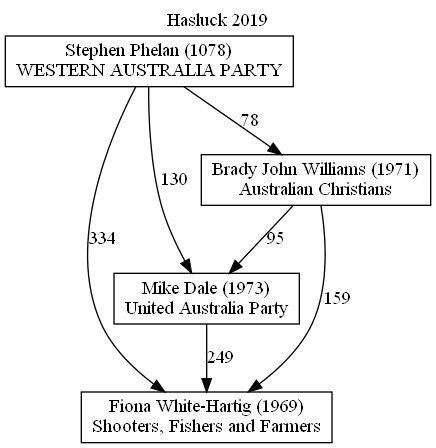 Hasluck 2019
Stephen Phelan (1078)
WESTERN AUSTRALIA PARTY
78
Brady John Williams (1971)
Australian Christians
130
334
95
Mike Dale (1973)
United Australia Party
159
249
Fiona White-Hartig (1969)
Shooters, Fishers and Farmers